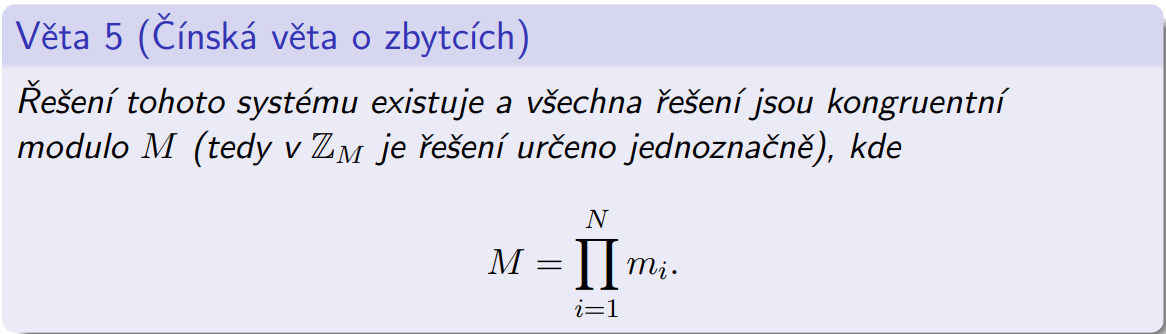 Věta 5 (Čínská věta o zbytcích)
Řešení tohoto systému existuje a všechna řešení jsou kongruentní
modulo M (tedy v ℤ_M je řešení určeno jednoznačně), kde
M = ∏_{i=1}^{N} m_i.